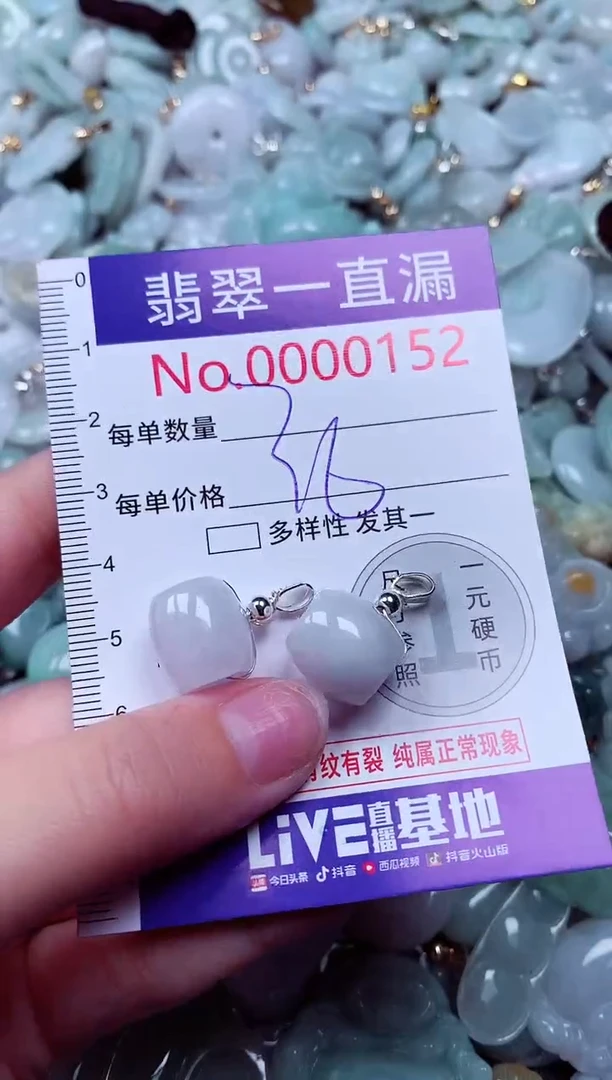 翡翠一直漏
No.0000152
每单数量
每单价格
多样性 发其一
一元硬币
1
照
纹有裂 纯属正常现象
LiVE直播基地
今日头条 抖音 西瓜视频 抖音火山版
0
1
2
3
4
5
6